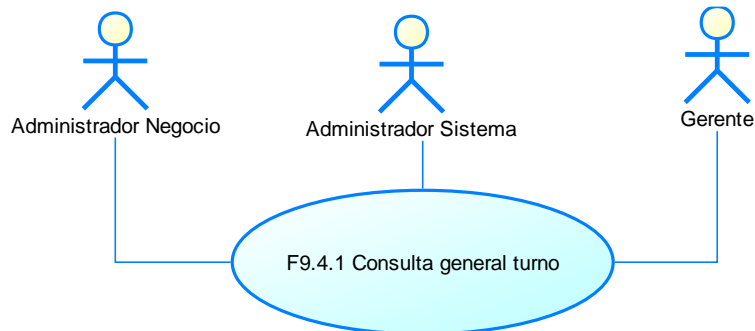 Administrador Negocio
Administrador Sistema
Gerente
F9.4.1 Consulta general turno